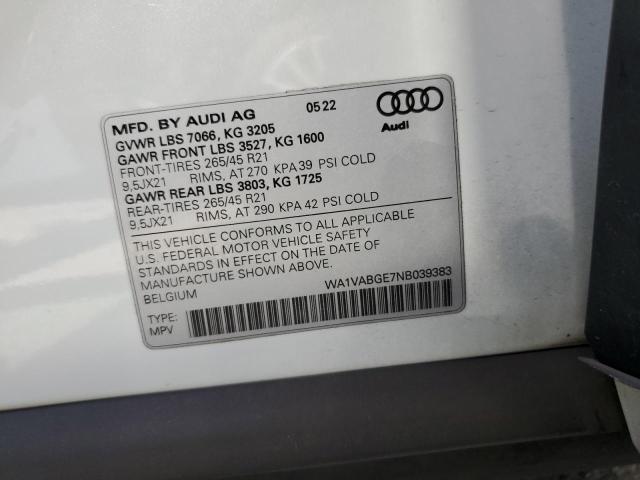 MFD. BY AUDI AG 05 22
GVWR LBS 7066, KG 3205
GAWR FRONT LBS 3527, KG 1600
FRONT-TIRES 265/45 R21
9,5JX21 RIMS, AT 270 KPA 39 PSI COLD
GAWR REAR LBS 3803, KG 1725
REAR-TIRES 265/45 R21
9,5JX21 RIMS, AT 290 KPA 42 PSI COLD
Audi
THIS VEHICLE CONFORMS TO ALL APPLICABLE
U.S. FEDERAL MOTOR VEHICLE SAFETY
STANDARDS IN EFFECT ON THE DATE OF
MANUFACTURE SHOWN ABOVE.
BELGIUM WA1VABGE7NB039383
TYPE:
MPV